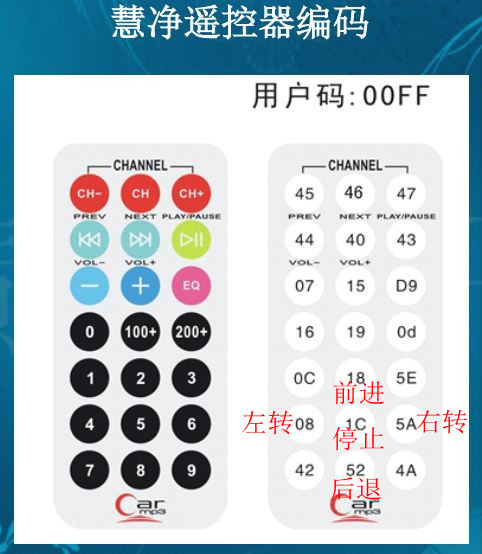 慧净遥控器编码
用户码:00FF
CHANNEL
CH- CH CH+
PREV NEXT PLAY/PAUSE
VOL- VOL+
EQ
0 100+ 200+
1 2 3
4 5 6
7 8 9
Car mp3
CHANNEL
45 46 47
PREV NEXT PLAY/PAUSE
44 40 43
VOL- VOL+
07 15 D9
16 19 0d
0C 18 5E
前进
左转 08 1C 5A 右转
停止
42 52 4A
后退
Car mp3